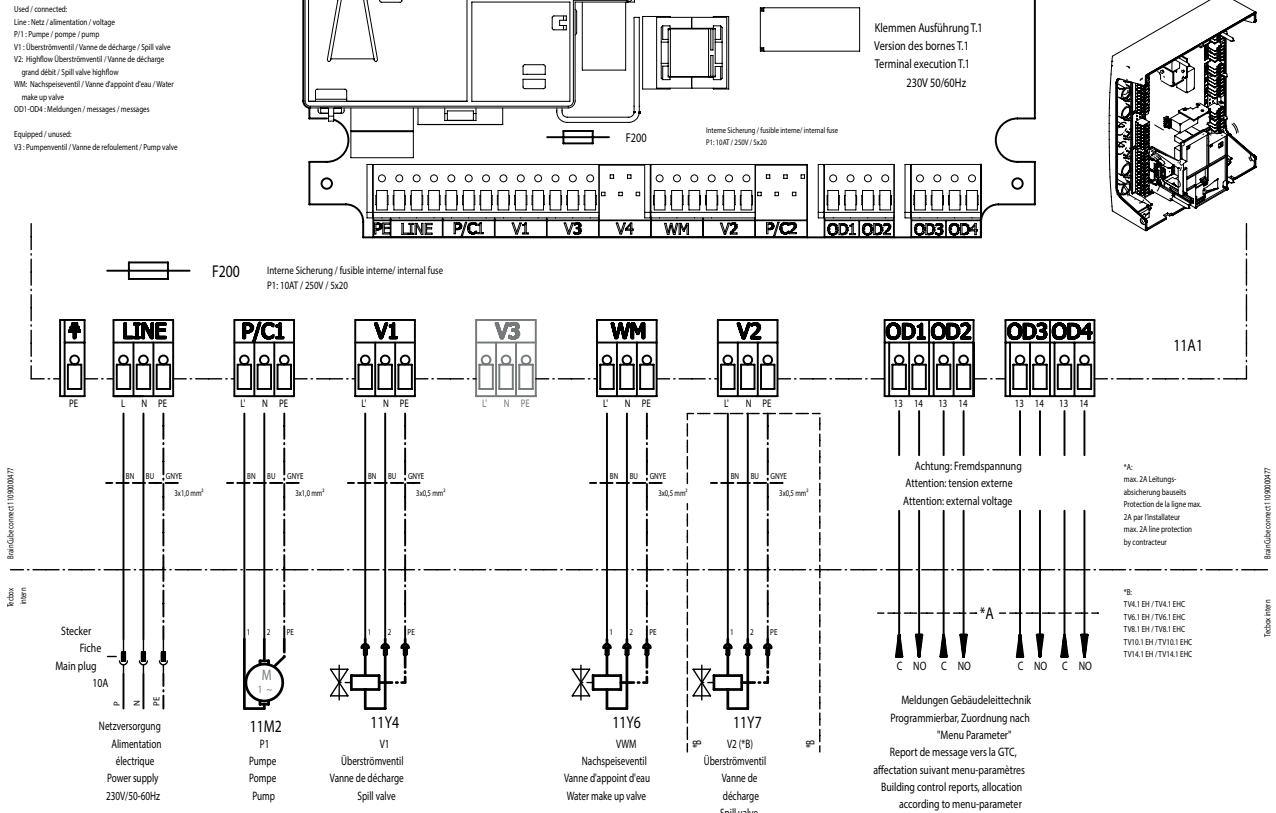 Used / connected:
Line : Netz / alimentation / voltage
P/1 : Pumpe / pompe / pump
V1 : Überströmventil / Vanne de décharge / Spill valve
V2: Highflow Überströmventil / Vanne de décharge
grand débit / Spill valve highflow
WM: Nachspeiseventil / Vanne d'appoint d'eau / Water
make up valve
OD1-OD4 : Meldungen / messages / messages
Equipped / unused:
V3 : Pumpenventil / Vanne de refoulement / Pump valve
Klemmen Ausführung T.1
Version des bornes T.1
Terminal execution T.1
230V 50/60Hz
F200
Interne Sicherung / fusible interne/ internal fuse
P1: 10AT / 250V / 5x20
PE LINE P/C1 V1 V3 V4 WM V2 P/C2 OD1 OD2 OD3 OD4
F200
Interne Sicherung / fusible interne/ internal fuse
P1: 10AT / 250V / 5x20
LINE P/C1 V1 V3 WM V2 OD1 OD2 OD3 OD4
11A1
PE L N PE L' N PE L' N PE L' N PE L' N PE L' N PE 13 14 13 14 13 14 13 14
BN BU GNYE BN BU GNYE BN BU GNYE BN BU GNYE BN BU GNYE
3x1,0 mm² 3x1,0 mm² 3x0,5 mm² 3x0,5 mm² 3x0,5 mm²
Achtung: Fremdspannung
Attention: tension externe
Attention: external voltage
*A:
max. 2A Leitungs-
absicherung bauseits
Protection de la ligne max.
2A par l'installateur
max. 2A line protection
by contracteur
BrainCube connect 1 109000047​7
BrainCube connect 1 1090000477
Tecbox
intern
Tecbox intern
*B:
TV4.1 EH / TV4.1 EHC
TV6.1 EH / TV6.1 EHC
TV8.1 EH / TV8.1 EHC
TV10.1 EH / TV10.1 EHC
TV14.1 EH / TV14.1 EHC
*A
Stecker
Fiche
Main plug
10A
P N PE
1 2 PE 1 2 PE 1 2 PE 1 2 PE
M
1 ~
C NO C NO C NO C NO
Netzversorgung
Alimentation
électrique
Power supply
230V/50-60Hz
11M2
P1
Pumpe
Pompe
Pump
11Y4
V1
Überströmventil
Vanne de décharge
Spill valve
11Y6
VWM
Nachspeiseventil
Vanne d'appoint d'eau
Water make up valve
*B
11Y7
V2 (*B)
Überströmventil
Vanne de
décharge
Spill valve
*B
Meldungen Gebäudeleittechnik
Programmierbar, Zuordnung nach
"Menu Parameter"
Report de message vers la GTC,
affectation suivant menu-paramètres
Building control reports, allocation
according to menu-parameter